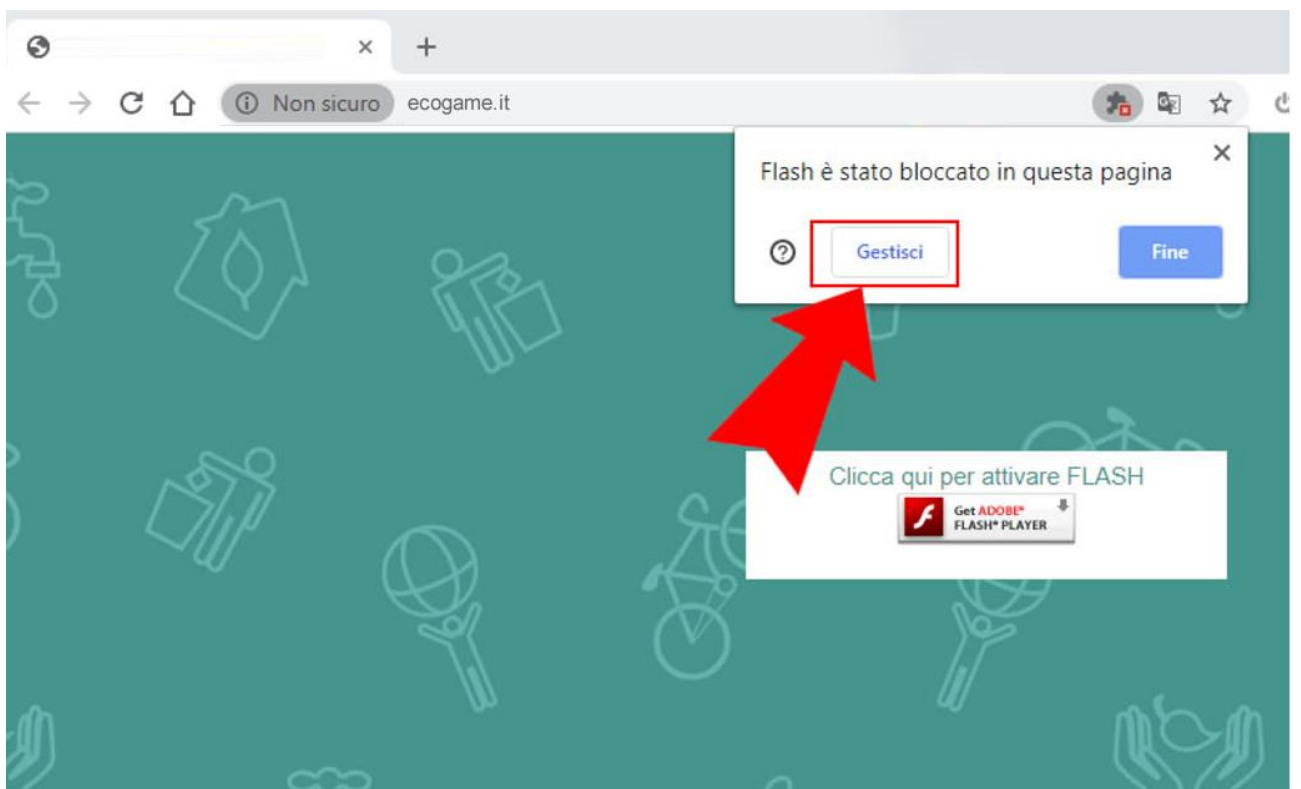 Non sicuro ecogame.it
Flash è stato bloccato in questa pagina
Gestisci Fine
Clicca qui per attivare FLASH
Get ADOBE®
FLASH® PLAYER